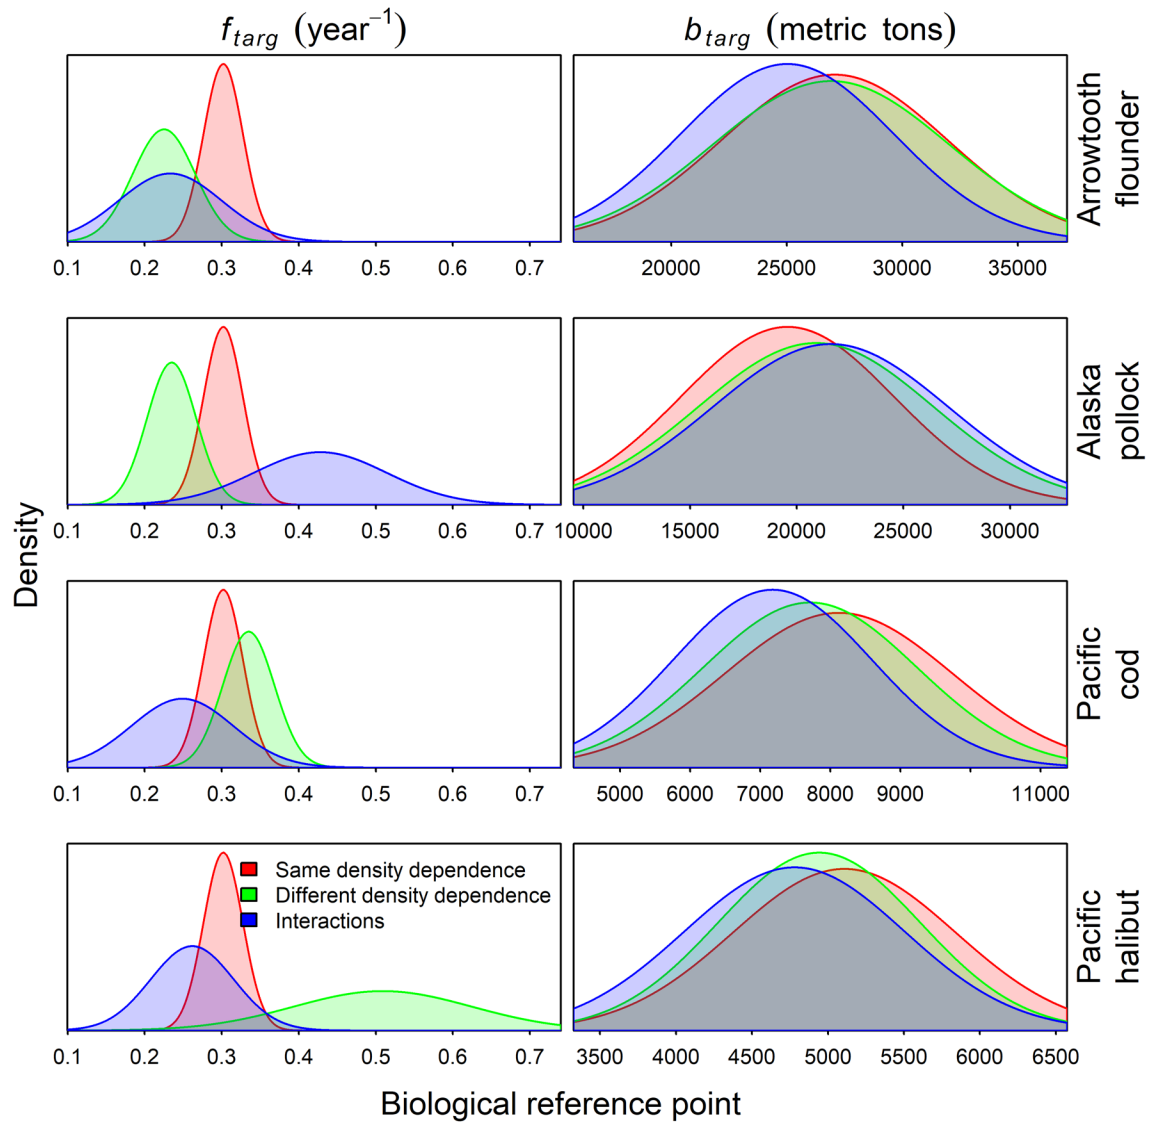 f_targ (year⁻¹)
b_targ (metric tons)
Arrowtooth
flounder
0.1 0.2 0.3 0.4 0.5 0.6 0.7
20000 25000 30000 35000
Alaska
pollock
0.1 0.2 0.3 0.4 0.5 0.6 0.7
10000 15000 20000 25000 30000
Density
Pacific
cod
0.1 0.2 0.3 0.4 0.5 0.6 0.7
5000 6000 7000 8000 9000 11000
Same density dependence
Different density dependence
Interactions
Pacific
halibut
0.1 0.2 0.3 0.4 0.5 0.6 0.7
3500 4000 4500 5000 5500 6000 6500
Biological reference point